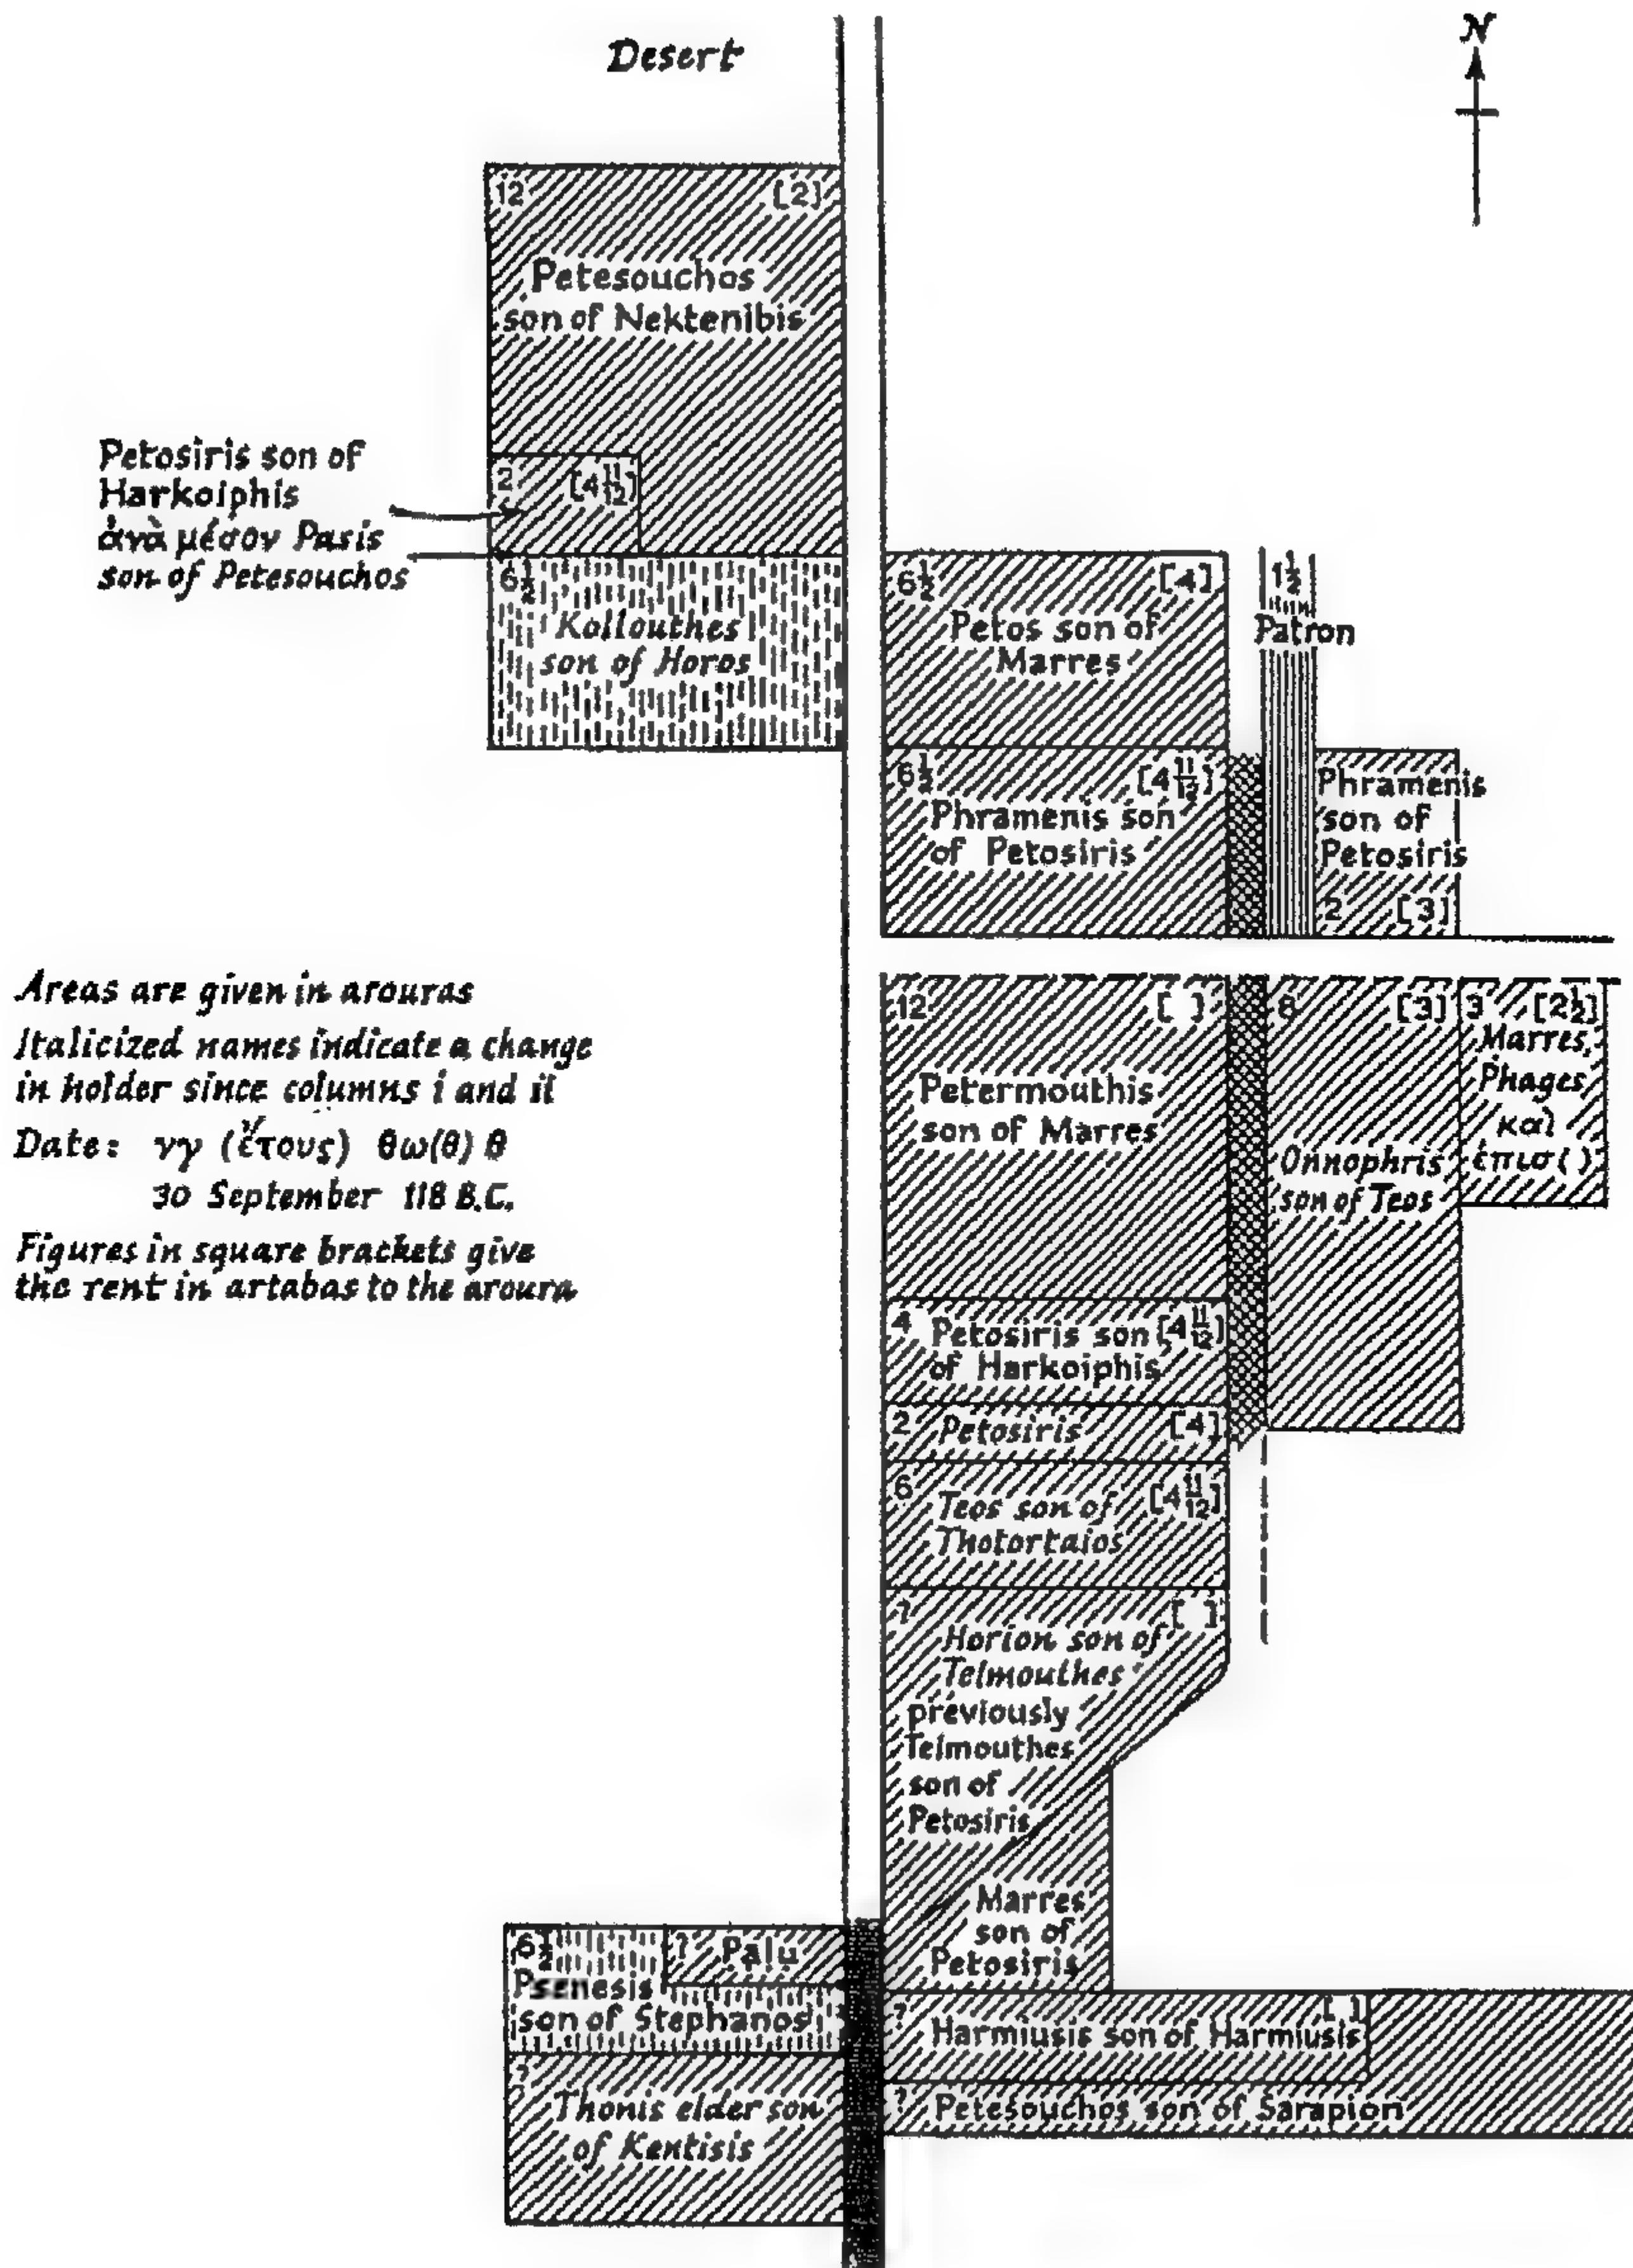 Desert
N
12 [2]
Petesouchos
son of Nektenibis
Petosiris son of
Harkoiphis
ἀνὰ μέσον Pasis
son of Petesouchos
2 [4 11/12]
6½
Kollouthes
son of Horos
6½ [4]
Petos son of
Marres
1½
Patron
6½ [4 11/12]
Phramenis son
of Petosiris
Phramenis
son of
Petosiris
2 [3]
Areas are given in arouras
Italicized names indicate a change
in holder since columns i and ii
Date: νγ (ἔτους) θω(θ) θ
30 September 118 B.C.
Figures in square brackets give
the rent in artabas to the aroura
12 [ ]
Petermouthis
son of Marres
8 [3]
Onnophris
son of Teos
3 [2½]
Marres,
Phages
καὶ
ἐπισ( )
4 Petosiris son [4 11/12]
of Harkoiphis
2 Petosiris [4]
6 Teos son of [4 11/12]
Thotortaios
? [ ]
Horion son of
Telmouthes
previously
Telmouthes
son of
Petosiris
Marres
son of
Petosiris
6½ ? Palu
Psenesis
son of Stephanos
?
Thonis elder son
of Kentisis
? [ ]
Harmiusis son of Harmiusis
? Petesouchos son of Sarapion